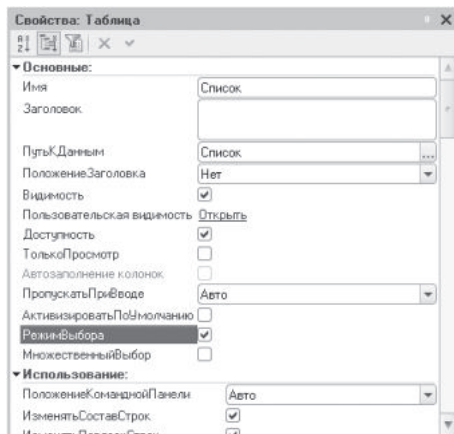 Свойства: Таблица
Основные:
Имя Список
Заголовок
ПутьКДанным Список ...
ПоложениеЗаголовка Нет
Видимость
Пользовательская видимость Открыть
Доступность
ТолькоПросмотр
Автозаполнение колонок
ПропускатьПриВводе Авто
АктивизироватьПоУмолчанию
РежимВыбора
МножественныйВыбор
Использование:
ПоложениеКоманднойПанели Авто
ИзменятьСоставСтрок
ИзменятьПорядокСтрок